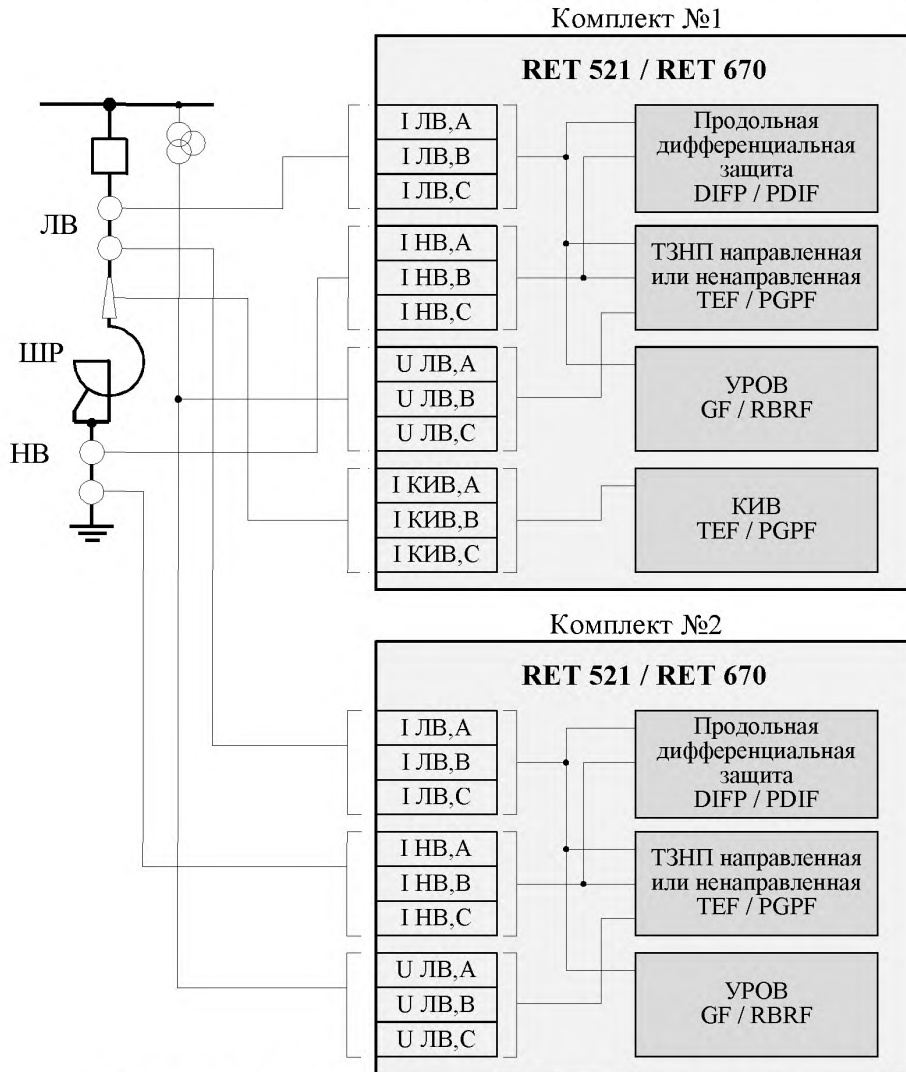 Комплект №1
RET 521 / RET 670
I ЛВ,А
I ЛВ,В
I ЛВ,С
Продольная
дифференциальная
защита
DIFP / PDIF
ЛВ
I НВ,А
I НВ,В
I НВ,С
ТЗНП направленная
или ненаправленная
TEF / PGPF
ШР
U ЛВ,А
U ЛВ,В
U ЛВ,С
УРОВ
GF / RBRF
НВ
I КИВ,А
I КИВ,В
I КИВ,С
КИВ
TEF / PGPF
Комплект №2
RET 521 / RET 670
I ЛВ,А
I ЛВ,В
I ЛВ,С
Продольная
дифференциальная
защита
DIFP / PDIF
I НВ,А
I НВ,В
I НВ,С
ТЗНП направленная
или ненаправленная
TEF / PGPF
U ЛВ,А
U ЛВ,В
U ЛВ,С
УРОВ
GF / RBRF